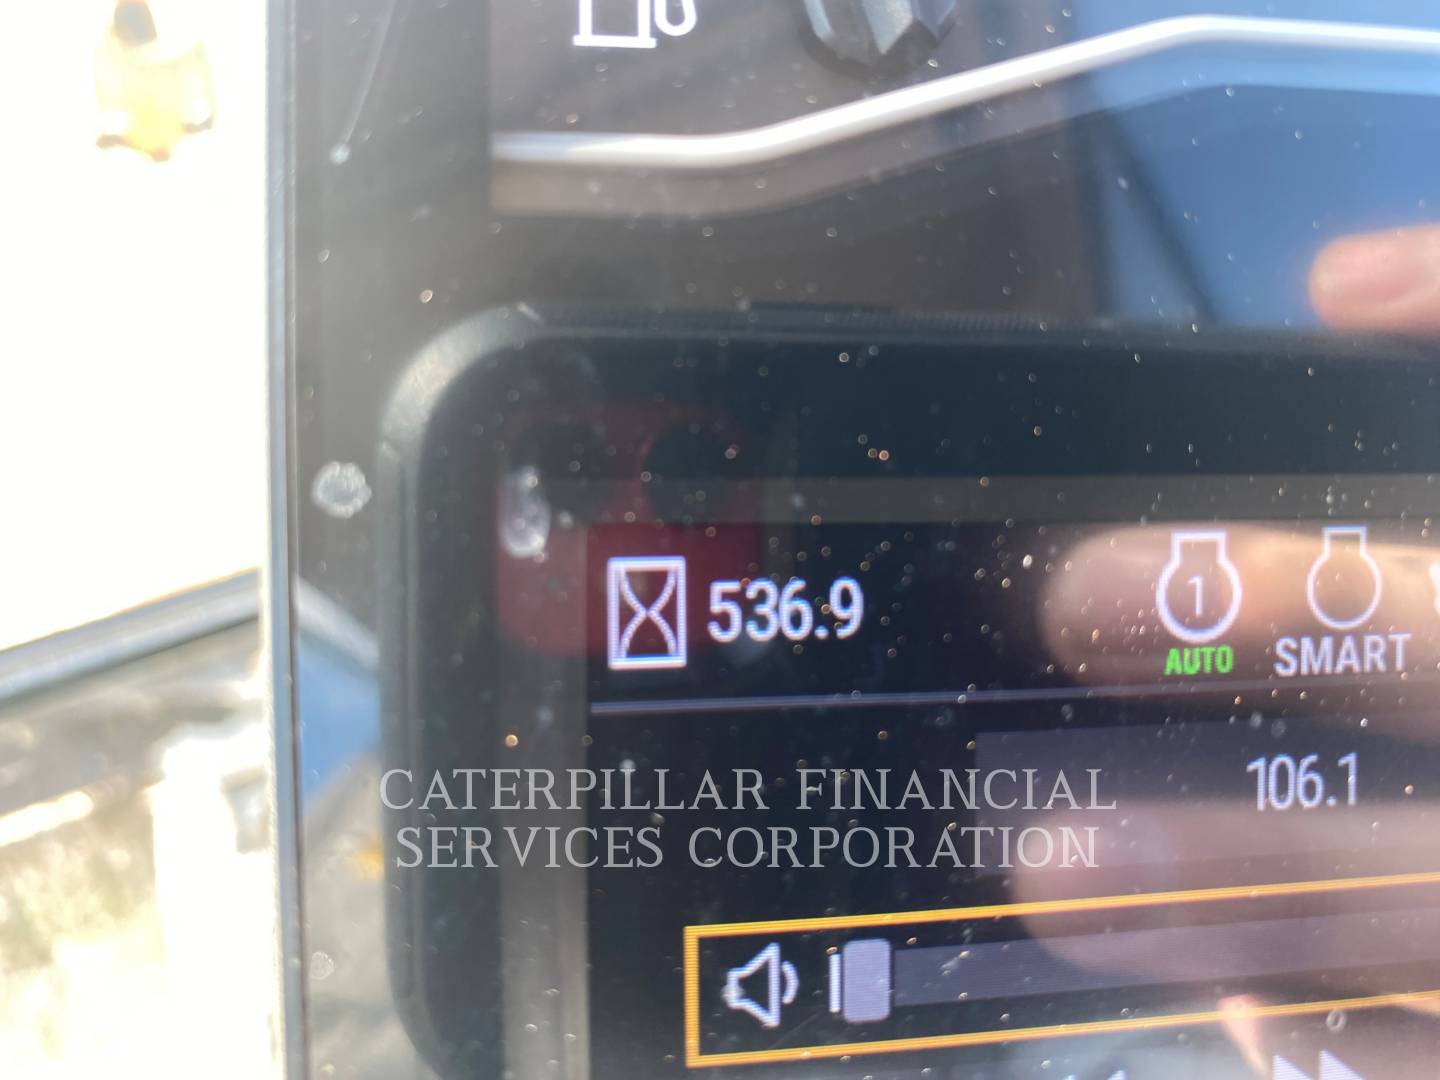 536.9
1
AUTO
SMART
106.1
CATERPILLAR FINANCIAL
SERVICES CORPORATION